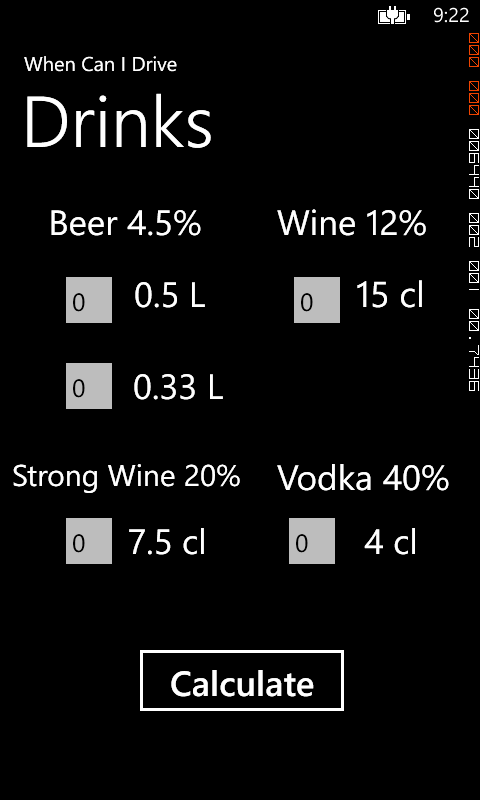 9:22
When Can I Drive
Drinks
Beer 4.5%
Wine 12%
0 0.5 L
0 15 cl
0 0.33 L
Strong Wine 20%
Vodka 40%
0 7.5 cl
0 4 cl
Calculate
000 000 006440 002 001 00.7436